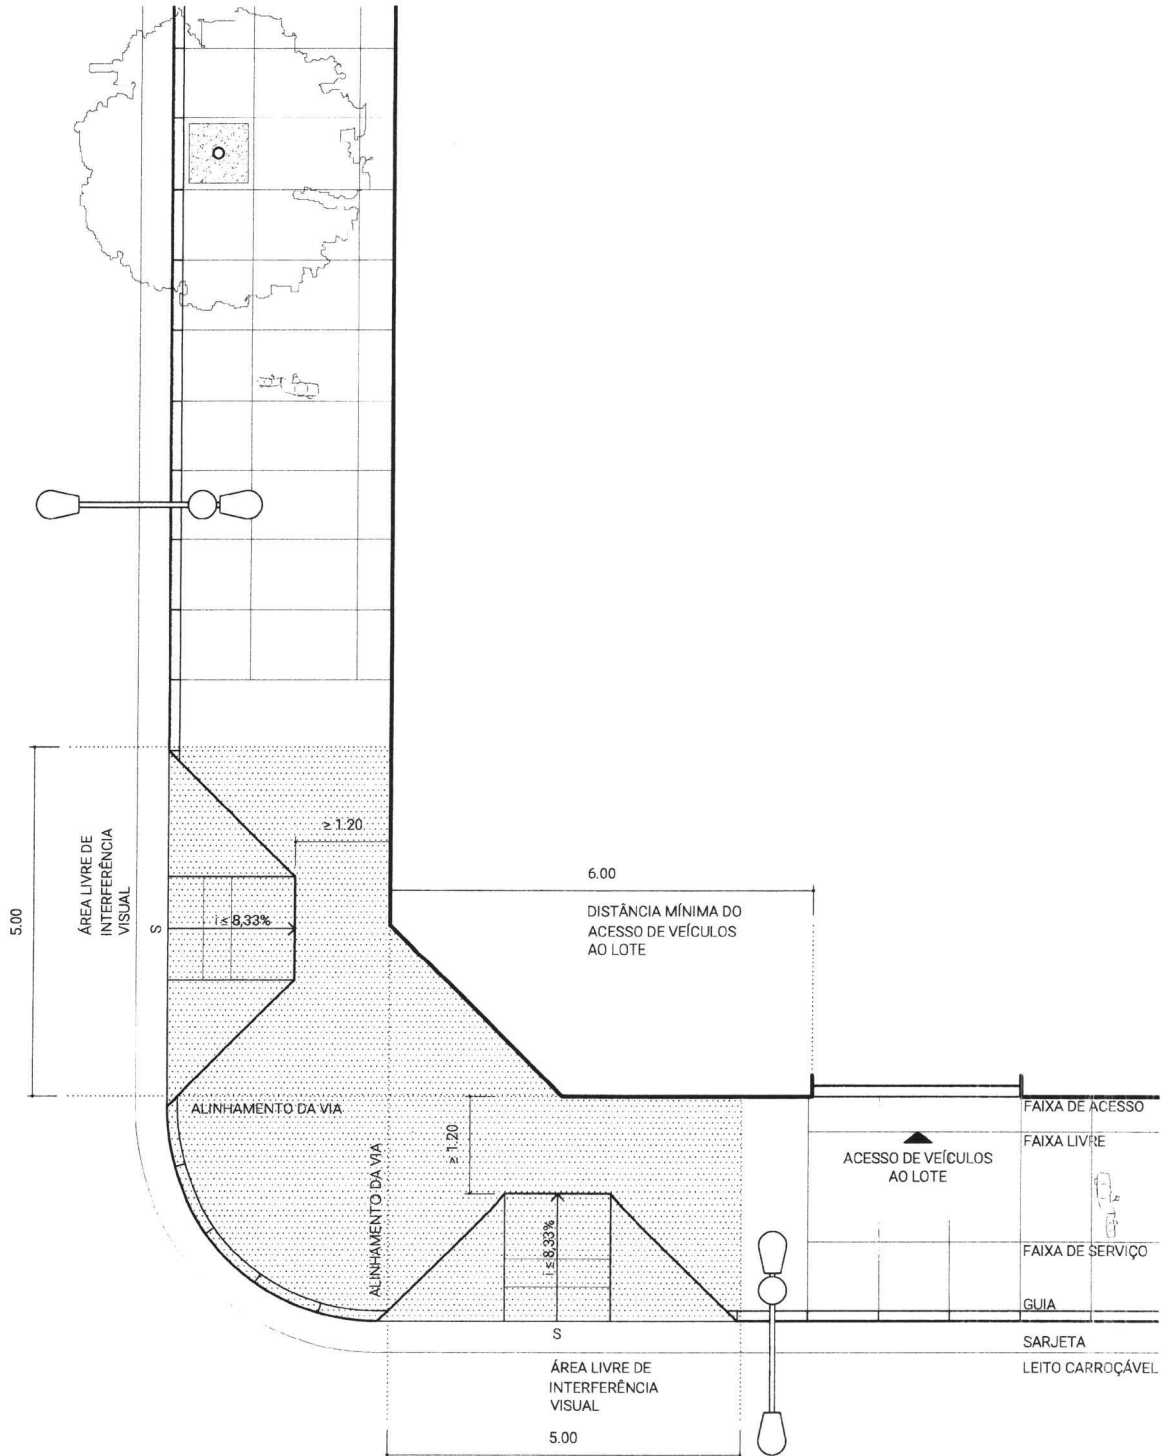 ≥ 1.20
5.00
ÁREA LIVRE DE
INTERFERÊNCIA
VISUAL
S
i ≤ 8,33%
6.00
DISTÂNCIA MÍNIMA DO
ACESSO DE VEÍCULOS
AO LOTE
ALINHAMENTO DA VIA
ALINHAMENTO DA VIA
≥ 1.20
i ≤ 8,33%
S
FAIXA DE ACESSO
FAIXA LIVRE
ACESSO DE VEÍCULOS
AO LOTE
FAIXA DE SERVIÇO
GUIA
SARJETA
LEITO CARROÇÁVEL
ÁREA LIVRE DE
INTERFERÊNCIA
VISUAL
5.00